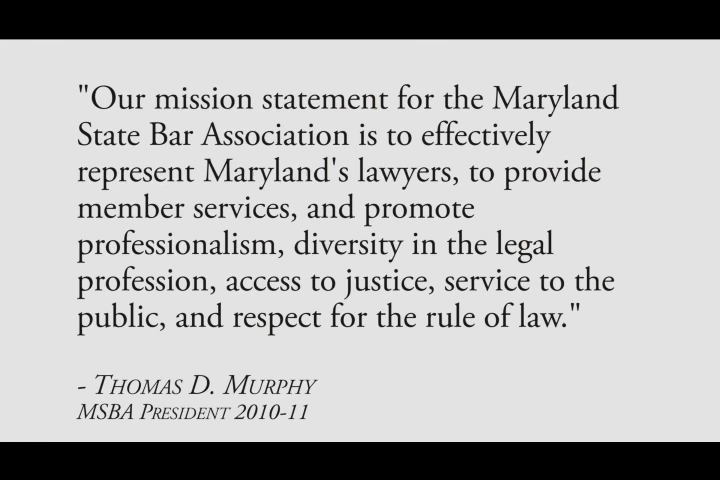 "Our mission statement for the Maryland
State Bar Association is to effectively
represent Maryland's lawyers, to provide
member services, and promote
professionalism, diversity in the legal
profession, access to justice, service to the
public, and respect for the rule of law."
- THOMAS D. MURPHY
MSBA PRESIDENT 2010-11